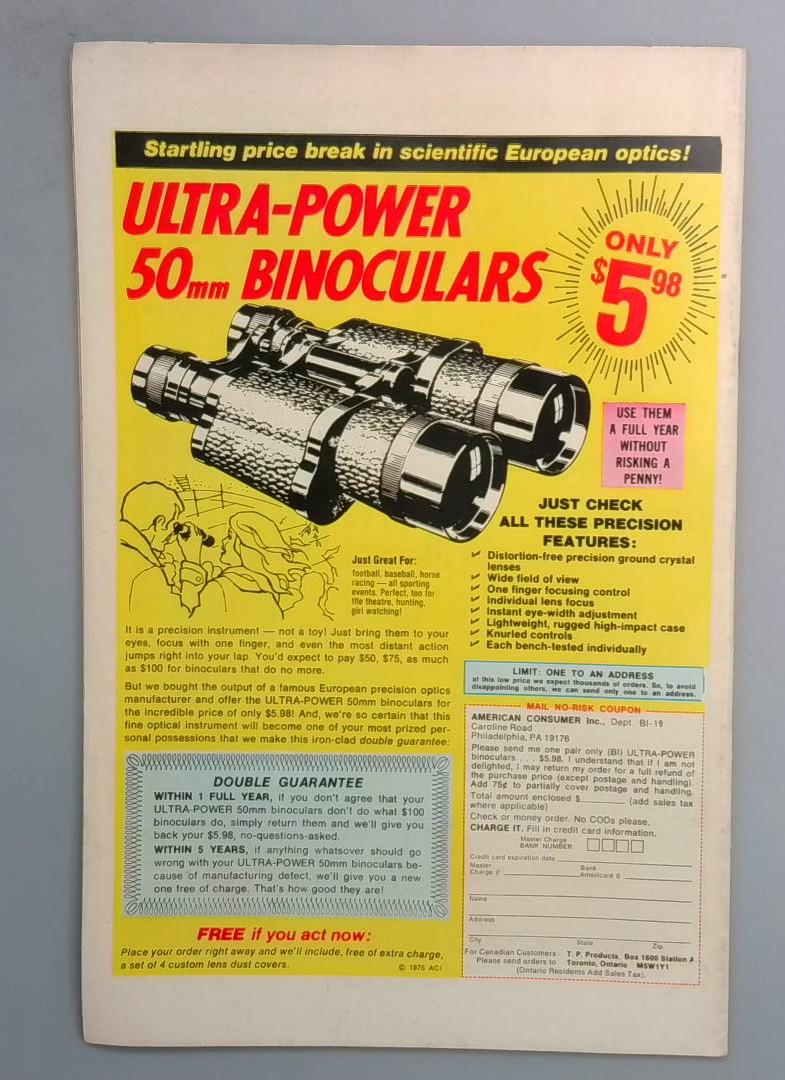 Startling price break in scientific European optics!
ULTRA-POWER
50mm BINOCULARS
ONLY
$5 98
USE THEM
A FULL YEAR
WITHOUT
RISKING A
PENNY!
JUST CHECK
ALL THESE PRECISION
FEATURES:
Distortion-free precision ground crystal
lenses
Wide field of view
One finger focusing control
Individual lens focus
Instant eye-width adjustment
Lightweight, rugged high-impact case
Knurled controls
Each bench-tested individually
Just Great For:
football, baseball, horse
racing — all sporting
events. Perfect, too for
the theatre, hunting,
girl watching!
It is a precision instrument — not a toy! Just bring them to your
eyes, focus with one finger, and even the most distant action
jumps right into your lap. You'd expect to pay $50, $75, as much
as $100 for binoculars that do no more.
But we bought the output of a famous European precision optics
manufacturer and offer the ULTRA-POWER 50mm binoculars for
the incredible price of only $5.98! And, we're so certain that this
fine optical instrument will become one of your most prized per-
sonal possessions that we make this iron-clad double guarantee:
DOUBLE GUARANTEE
WITHIN 1 FULL YEAR, if you don't agree that your
ULTRA-POWER 50mm binoculars don't do what $100
binoculars do, simply return them and we'll give you
back your $5.98, no-questions-asked.
WITHIN 5 YEARS, if anything whatsover should go
wrong with your ULTRA-POWER 50mm binoculars be-
cause of manufacturing defect, we'll give you a new
one free of charge. That's how good they are!
FREE if you act now:
Place your order right away and we'll include, free of extra charge,
a set of 4 custom lens dust covers.
© 1975 ACI
LIMIT: ONE TO AN ADDRESS
at this low price we expect thousands of orders. So, to avoid
disappointing others, we can send only one to an address.
MAIL NO-RISK COUPON
AMERICAN CONSUMER Inc., Dept. BI-19
Caroline Road
Philadelphia, PA 19176
Please send me one pair only (BI) ULTRA-POWER
binoculars . . . $5.98. I understand that if I am not
delighted, I may return my order for a full refund of
the purchase price (except postage and handling).
Add 75¢ to partially cover postage and handling.
Total amount enclosed $______ (add sales tax
where applicable)
Check or money order. No CODs please.
CHARGE IT. Fill in credit card information.
Master Charge
BANK NUMBER
Credit card expiration date
Master
Charge #
Bank
Americard #
Name
Address
City State Zip
For Canadian Customers: T. P. Products, Box 1600 Station A
Please send orders to Toronto, Ontario M5W1Y1
(Ontario Residents Add Sales Tax).